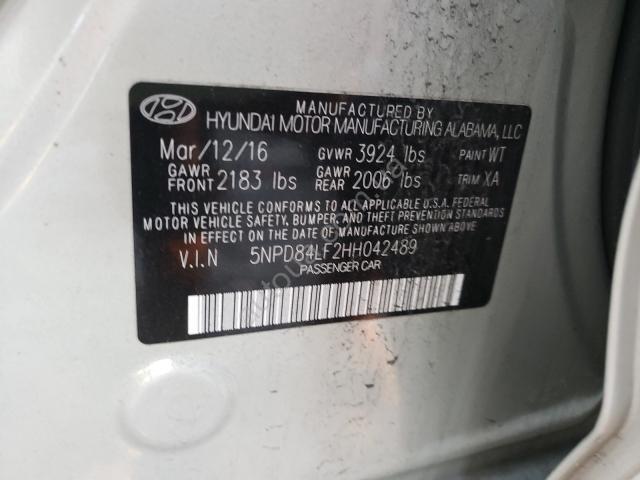 MANUFACTURED BY
HYUNDAI MOTOR MANUFACTURING ALABAMA, LLC
Mar/12/16 GVWR 3924 lbs PAINT WT
GAWR FRONT 2183 lbs GAWR REAR 2006 lbs TRIM XA
THIS VEHICLE CONFORMS TO ALL APPLICABLE U.S.A. FEDERAL
MOTOR VEHICLE SAFETY, BUMPER, AND THEFT PREVENTION STANDARDS
IN EFFECT ON THE DATE OF MANUFACTURE SHOWN ABOVE.
V.I.N 5NPD84LF2HH042489
PASSENGER CAR